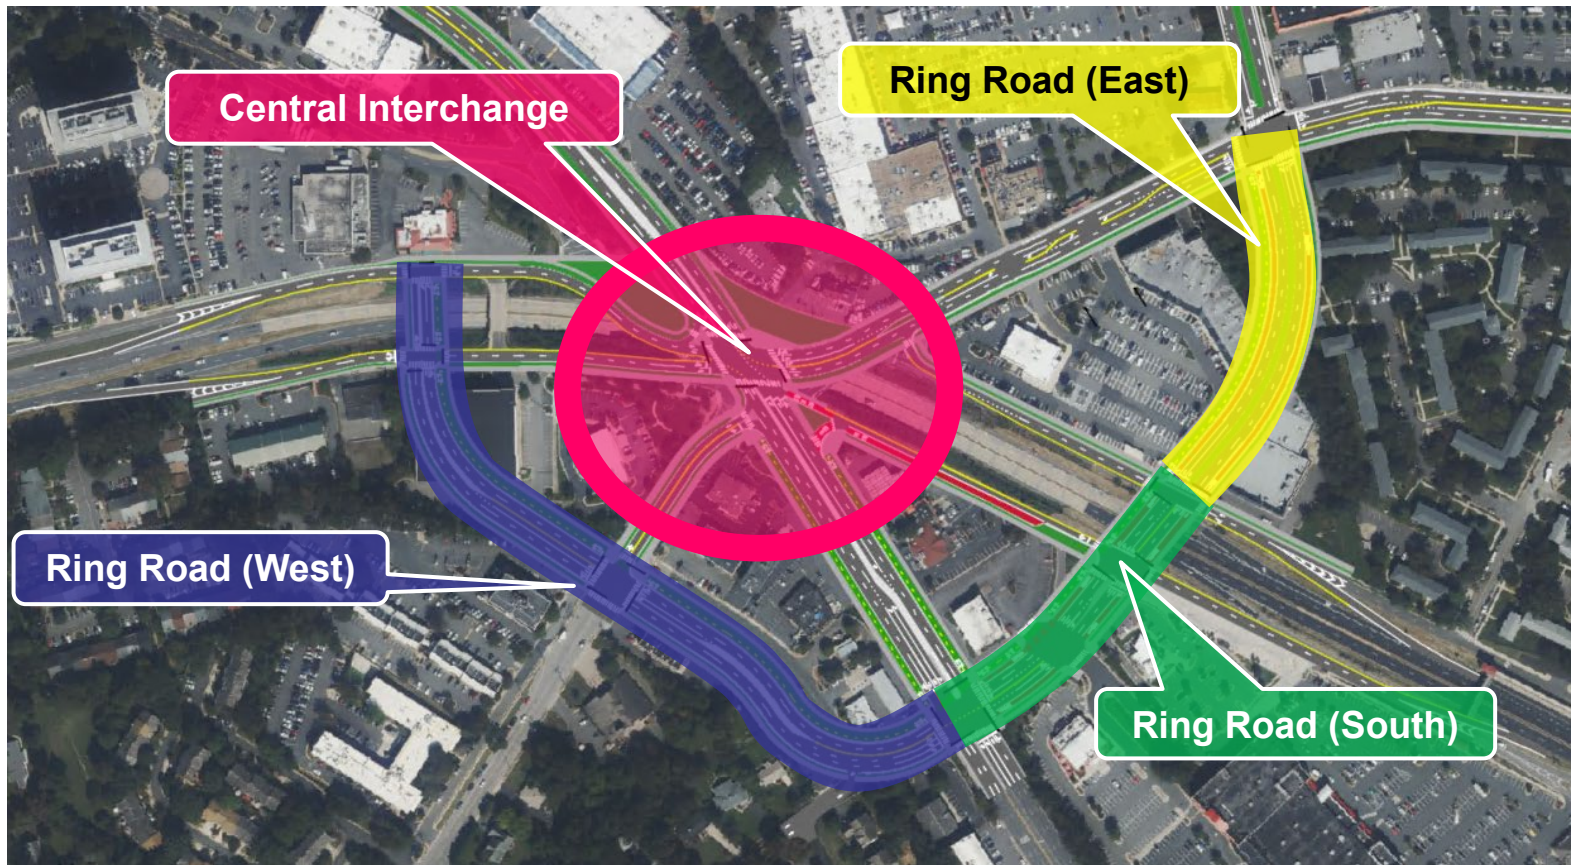 Central Interchange
Ring Road (East)
Ring Road (West)
Ring Road (South)